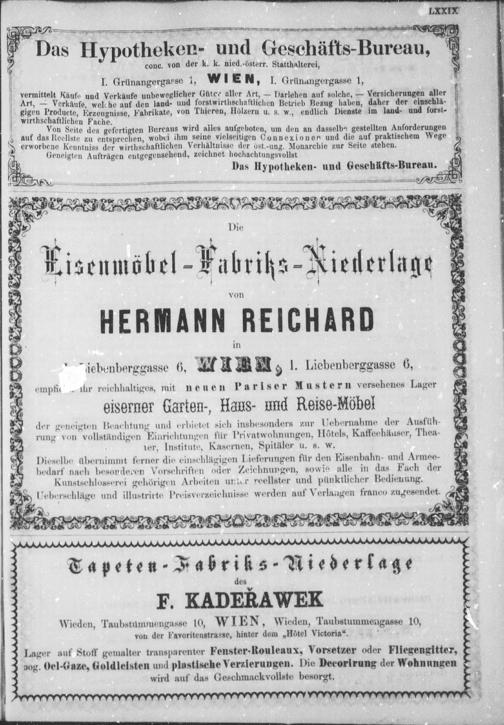 LXXIX
Das Hypotheken- und Geschäfts-Bureau,
conc. von der k. k. nied.-österr. Statthalterei,
I. Grünangergasse 1, WIEN, I. Grünangergasse 1,
vermittelt Käufe und Verkäufe unbeweglicher Güter aller Art, — Darlehen auf solche, — Versicherungen aller
Art, — Verkäufe, welche auf den land- und forstwirthschaftlichen Betrieb Bezug haben, daher der einschlä-
gigen Producte, Erzeugnisse, Fabrikate, von Thieren, Hölzern u. s. w., endlich Dienste im land- und forst-
wirthschaftlichen Fache.
Von Seite des gefertigten Bureaus wird alles aufgeboten, um den an dasselbe gestellten Anforderungen
auf das Reellste zu entsprechen, wobei ihm seine vielseitigen Connexionen und die auf praktischem Wege
erworbene Kenntniss der wirthschaftlichen Verhältnisse der öst.-ung. Monarchie zur Seite stehen.
Geneigten Aufträgen entgegensehend, zeichnet hochachtungsvollst
Das Hypotheken- und Geschäfts-Bureau.
Die
Eisenmöbel-Fabriks-Niederlage
von
HERMANN REICHARD
in
Liebenberggasse 6, WIEN, 1. Liebenberggasse 6,
empfiehlt ihr reichhaltiges, mit neuen Pariser Mustern versehenes Lager
eiserner Garten-, Haus- und Reise-Möbel
der geneigten Beachtung und erbietet sich insbesonders zur Uebernahme der Ausfüh-
rung von vollständigen Einrichtungen für Privatwohnungen, Hôtels, Kaffeehäuser, Thea-
ter, Institute, Kasernen, Spitäler u. s. w.
Dieselbe übernimmt ferner die einschlägigen Lieferungen für den Eisenbahn- und Armee-
bedarf nach besonderen Vorschriften oder Zeichnungen, sowie alle in das Fach der
Kunstschlosserei gehörigen Arbeiten unter reellster und pünktlicher Bedienung.
Ueberschläge und illustrirte Preisverzeichnisse werden auf Verlangen franco zugesendet.
Tapeten-Fabriks-Niederlage
des
F. KADEŘAWEK
Wieden, Taubstummengasse 10, WIEN, Wieden, Taubstummengasse 10,
von der Favoritenstrasse, hinter dem „Hôtel Victoria“.
Lager auf Stoff gemalter transparenter Fenster-Rouleaux, Vorsetzer oder Fliegengitter,
sog. Oel-Gaze, Goldleisten und plastische Verzierungen. Die Decorirung der Wohnungen
wird auf das Geschmackvollste besorgt.